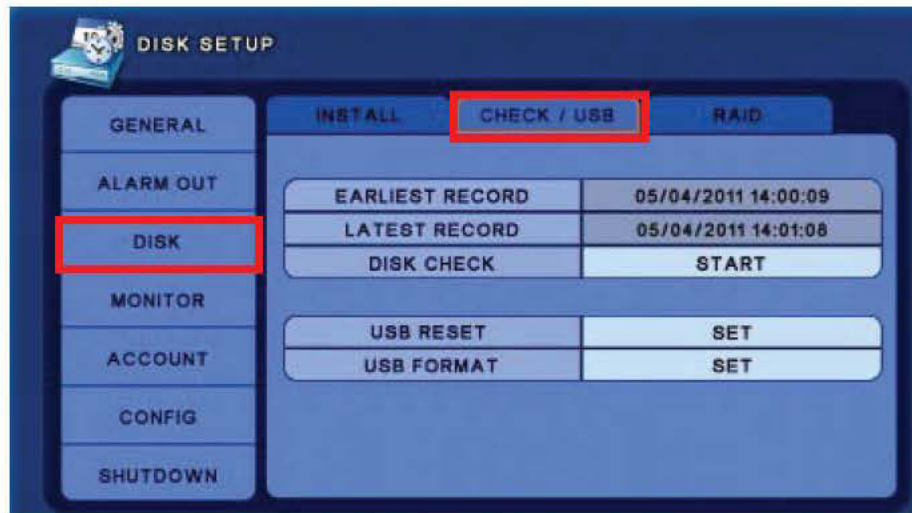 DISK SETUP
GENERAL
ALARM OUT
DISK
MONITOR
ACCOUNT
CONFIG
SHUTDOWN
INSTALL CHECK / USB RAID
EARLIEST RECORD 05/04/2011 14:00:09
LATEST RECORD 05/04/2011 14:01:08
DISK CHECK START
USB RESET SET
USB FORMAT SET